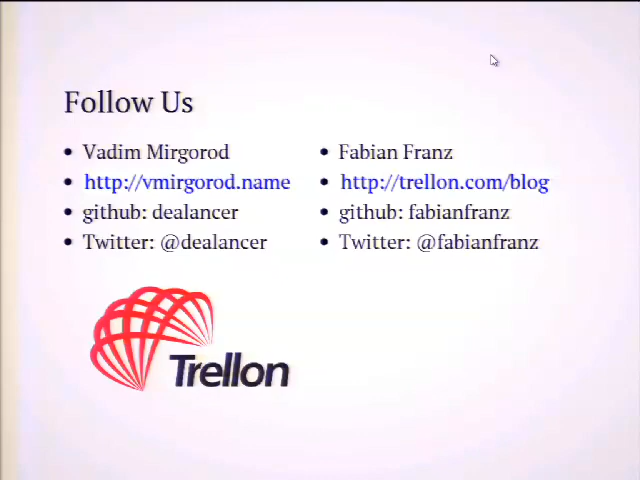 Follow Us
• Vadim Mirgorod
• http://vmirgorod.name
• github: dealancer
• Twitter: @dealancer
• Fabian Franz
• http://trellon.com/blog
• github: fabianfranz
• Twitter: @fabianfranz
Trellon